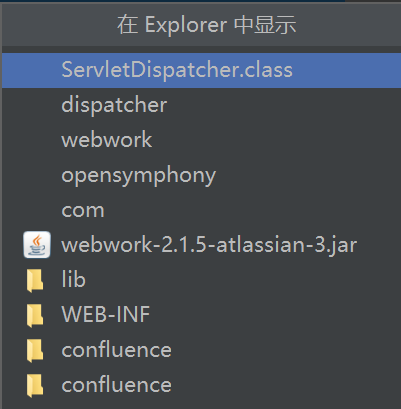 在 Explorer 中显示
ServletDispatcher.class
dispatcher
webwork
opensymphony
com
webwork-2.1.5-atlassian-3.jar
lib
WEB-INF
confluence
confluence